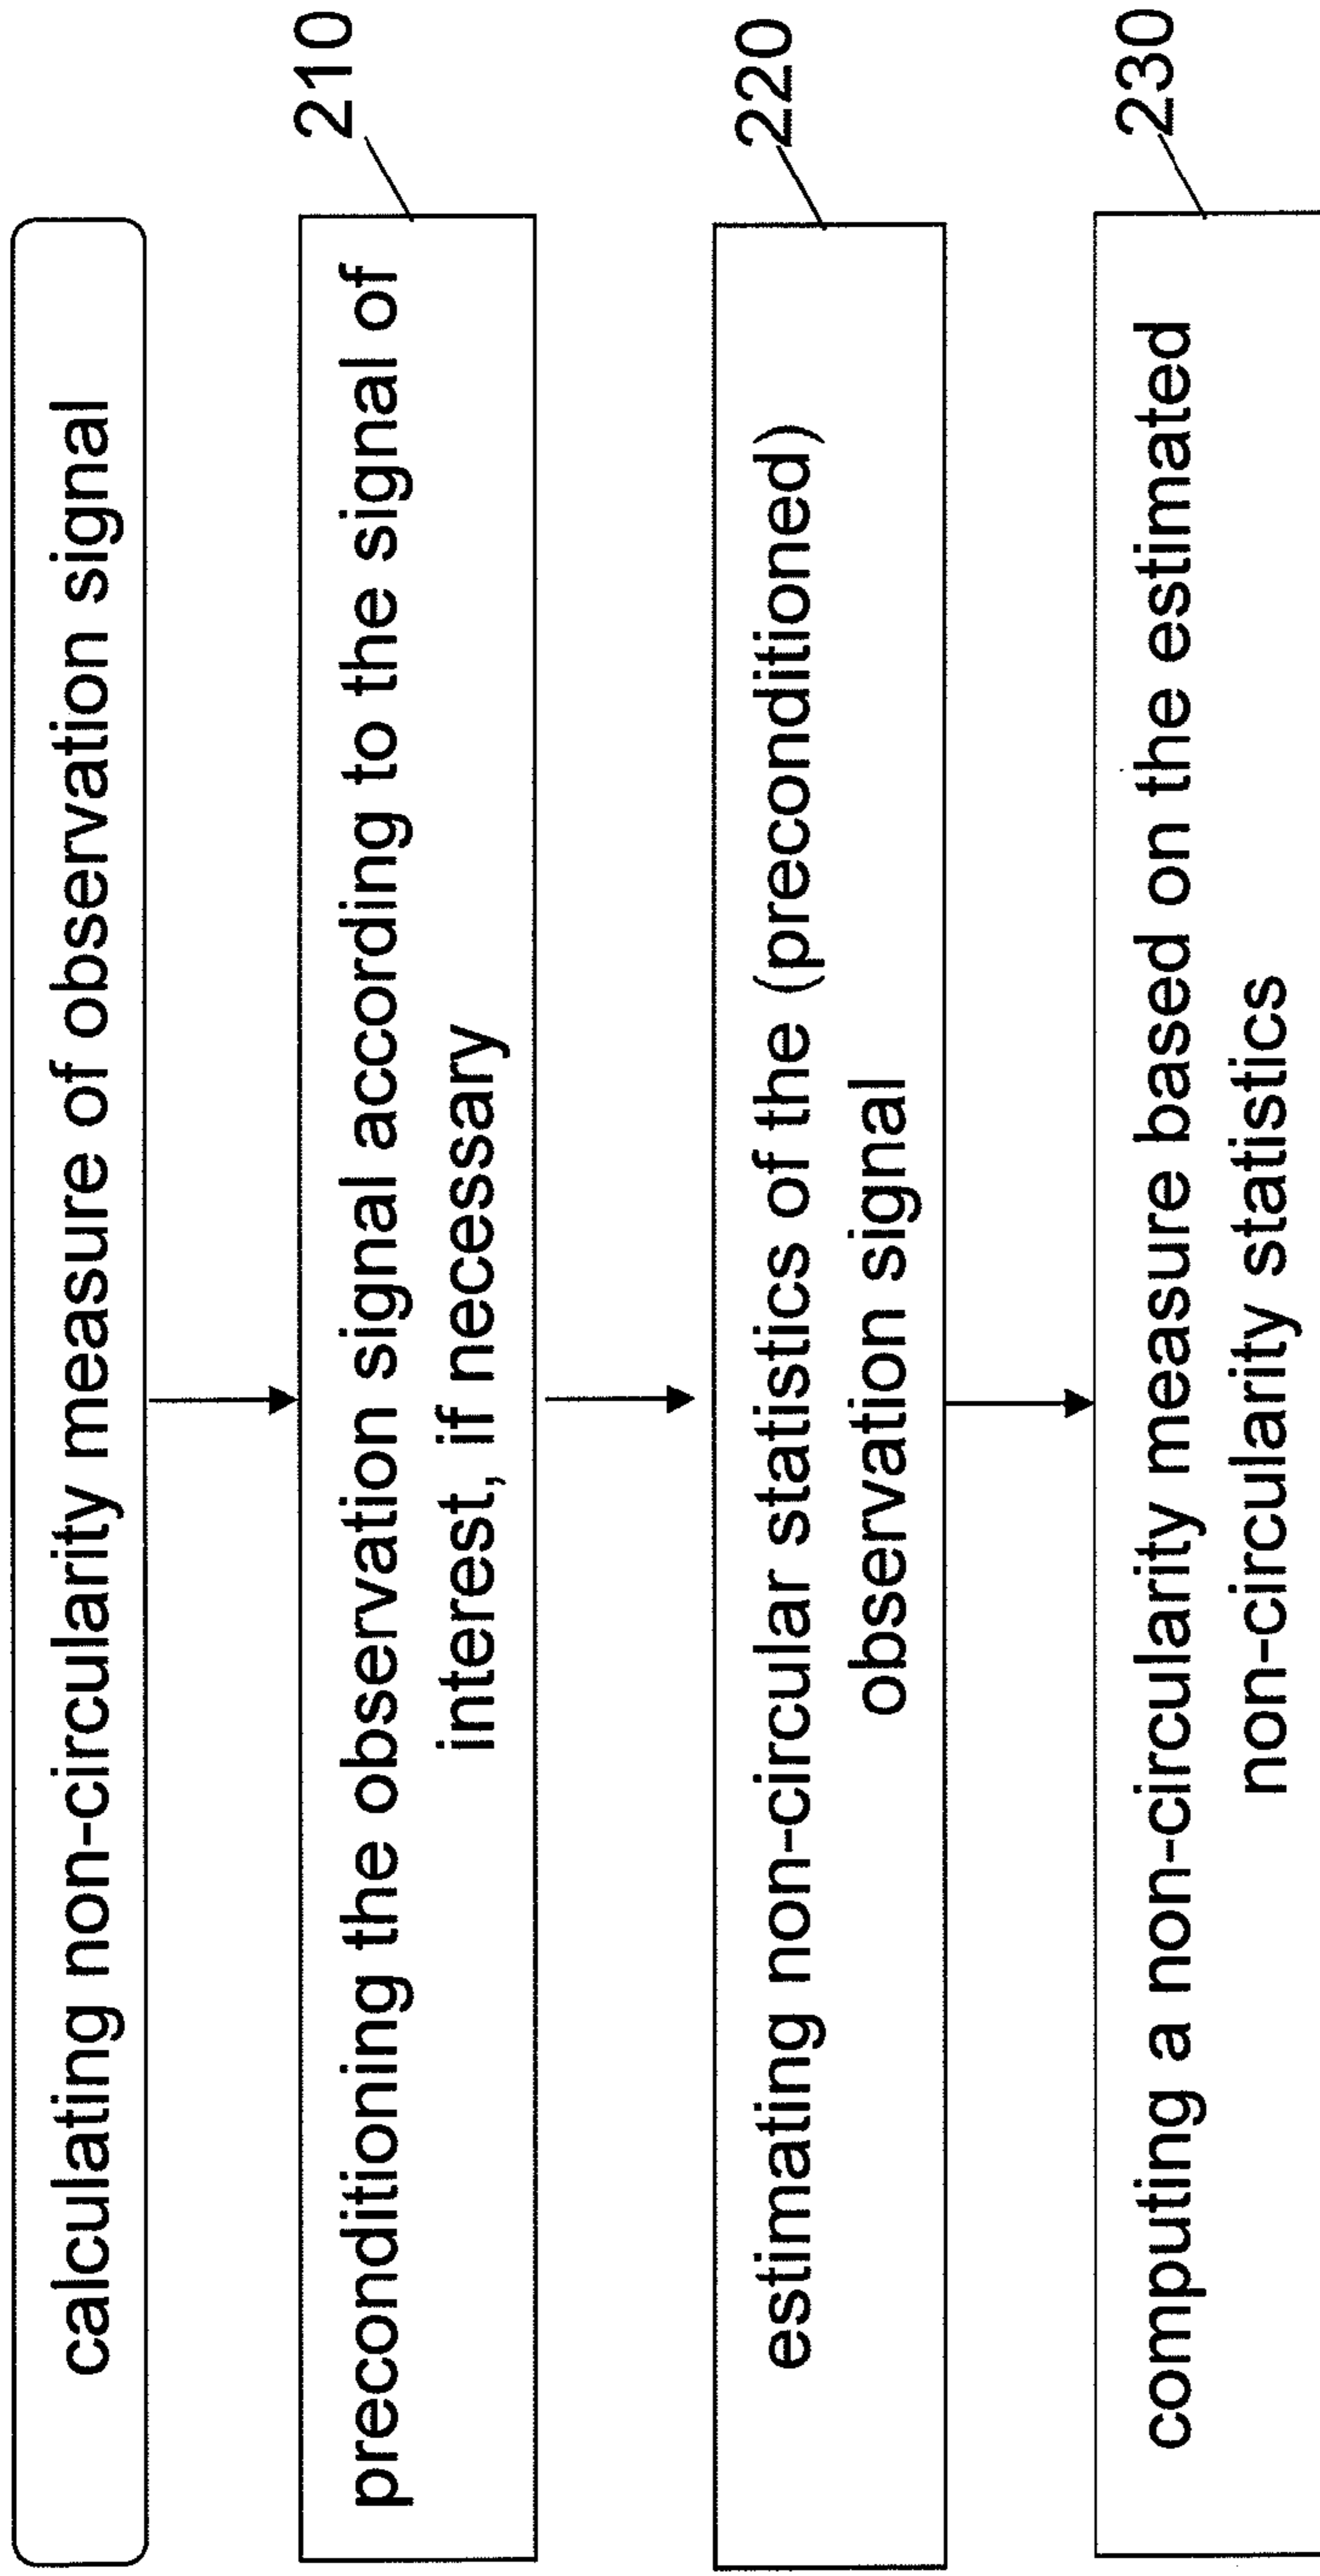 calculating non-circularity measure of observation signal
210
preconditioning the observation signal according to the signal of
interest, if necessary
220
estimating non-circular statistics of the (preconditioned)
observation signal
230
computing a non-circularity measure based on the estimated
non-circularity statistics